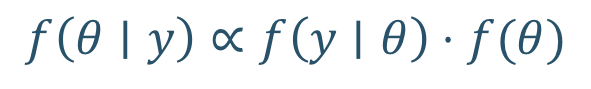 f(θ | y) ∝ f(y | θ) · f(θ)